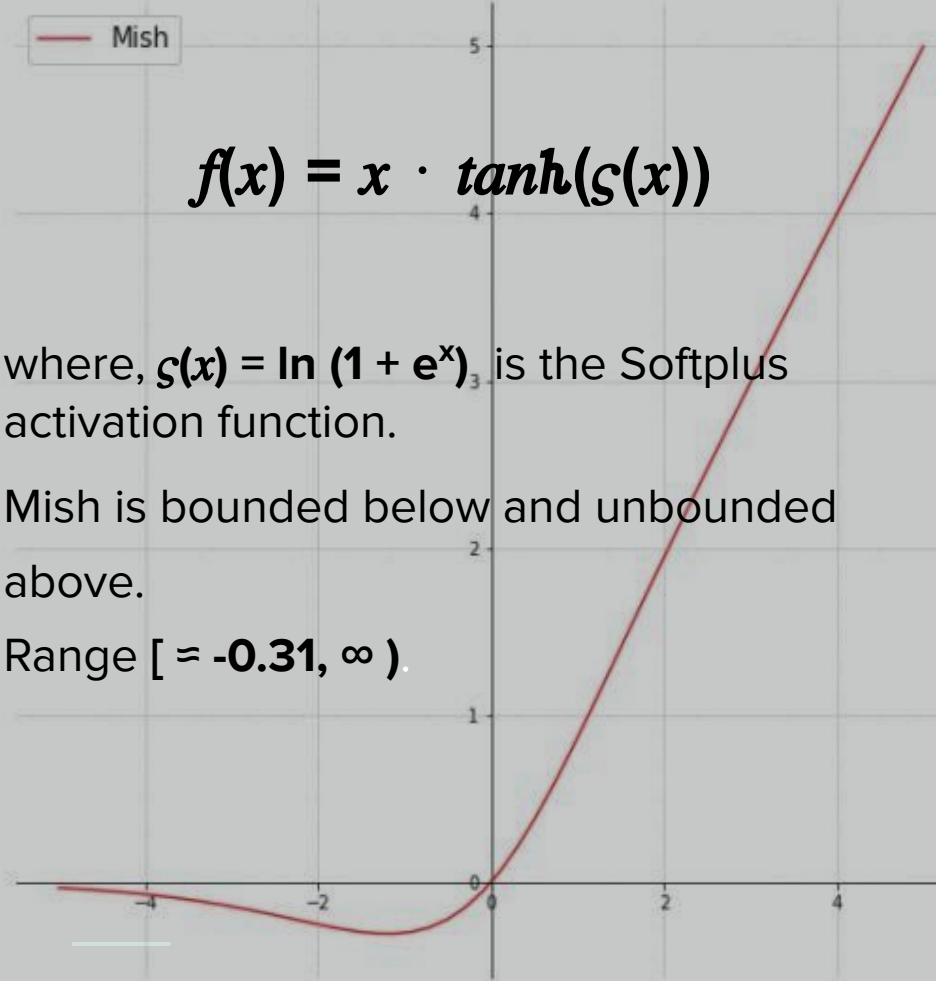 Mish
5
f(x) = x · tanh(ς(x))
4
where, ς(x) = ln (1 + eˣ) is the Softplus
3
activation function.
Mish is bounded below and unbounded
2
above.
Range [ ≈ -0.31, ∞ ).
1
0
−4 −2 0 2 4